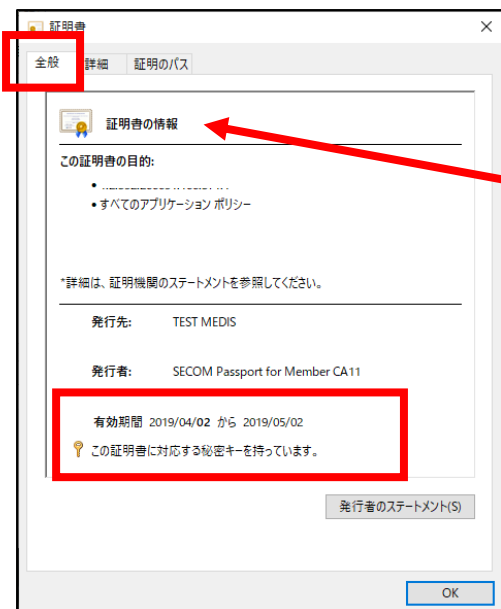 証明書
全般 詳細 証明のパス
証明書の情報
この証明書の目的:
• すべてのアプリケーション ポリシー
*詳細は、証明機関のステートメントを参照してください。
発行先: TEST MEDIS
発行者: SECOM Passport for Member CA11
有効期間 2019/04/02 から 2019/05/02
この証明書に対応する秘密キーを持っています。
発行者のステートメント(S)
OK